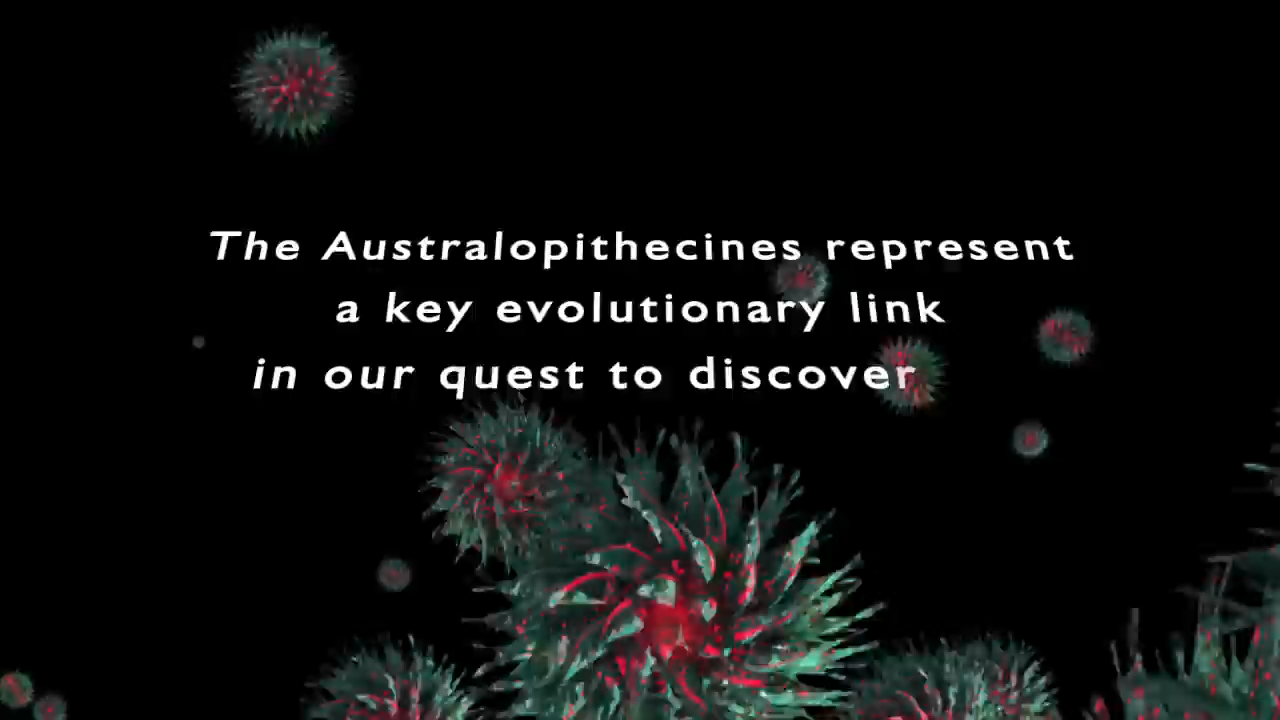 The Australopithecines represent
a key evolutionary link
in our quest to discover